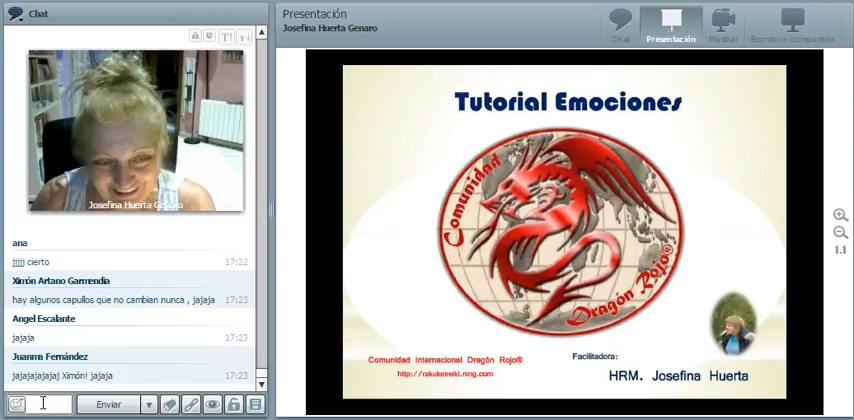 Chat
T↑
T↓
Josefina Huerta Genaro
ana
jjjjj cierto
17:22
Ximón Artano Garmendia
hay algunos capullos que no cambian nunca , jajaja
17:23
Angel Escalante
jajaja
17:23
Juanma Fernández
jajajajajajaj Ximón! jajaja
17:23
Enviar
Presentación
Josefina Huerta Genaro
Chat
Presentación
Mostrar
Escritorio compartido
Tutorial Emociones
Comunidad
Dragón Rojo®
Comunidad Internacional Dragón Rojo®
http://rakukeireiki.ning.com
Facilitadora:
HRM. Josefina Huerta
1.1